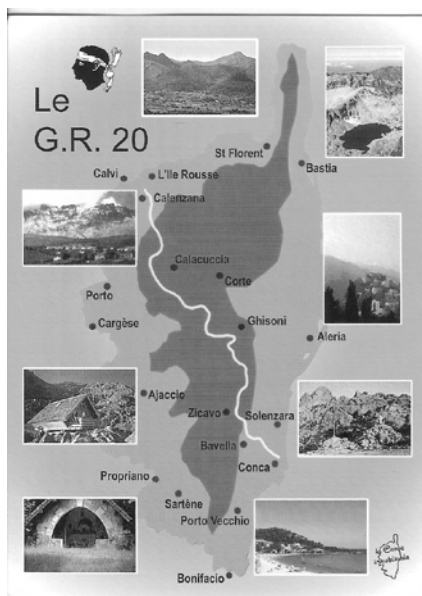 Le
G.R. 20
St Florent
Bastia
Calvi
L'Ile Rousse
Calenzana
Calacuccia
Corte
Porto
Ghisoni
Cargèse
Aleria
Ajaccio
Zicavo
Solenzara
Bavella
Conca
Propriano
Sartène
Porto Vecchio
Bonifacio